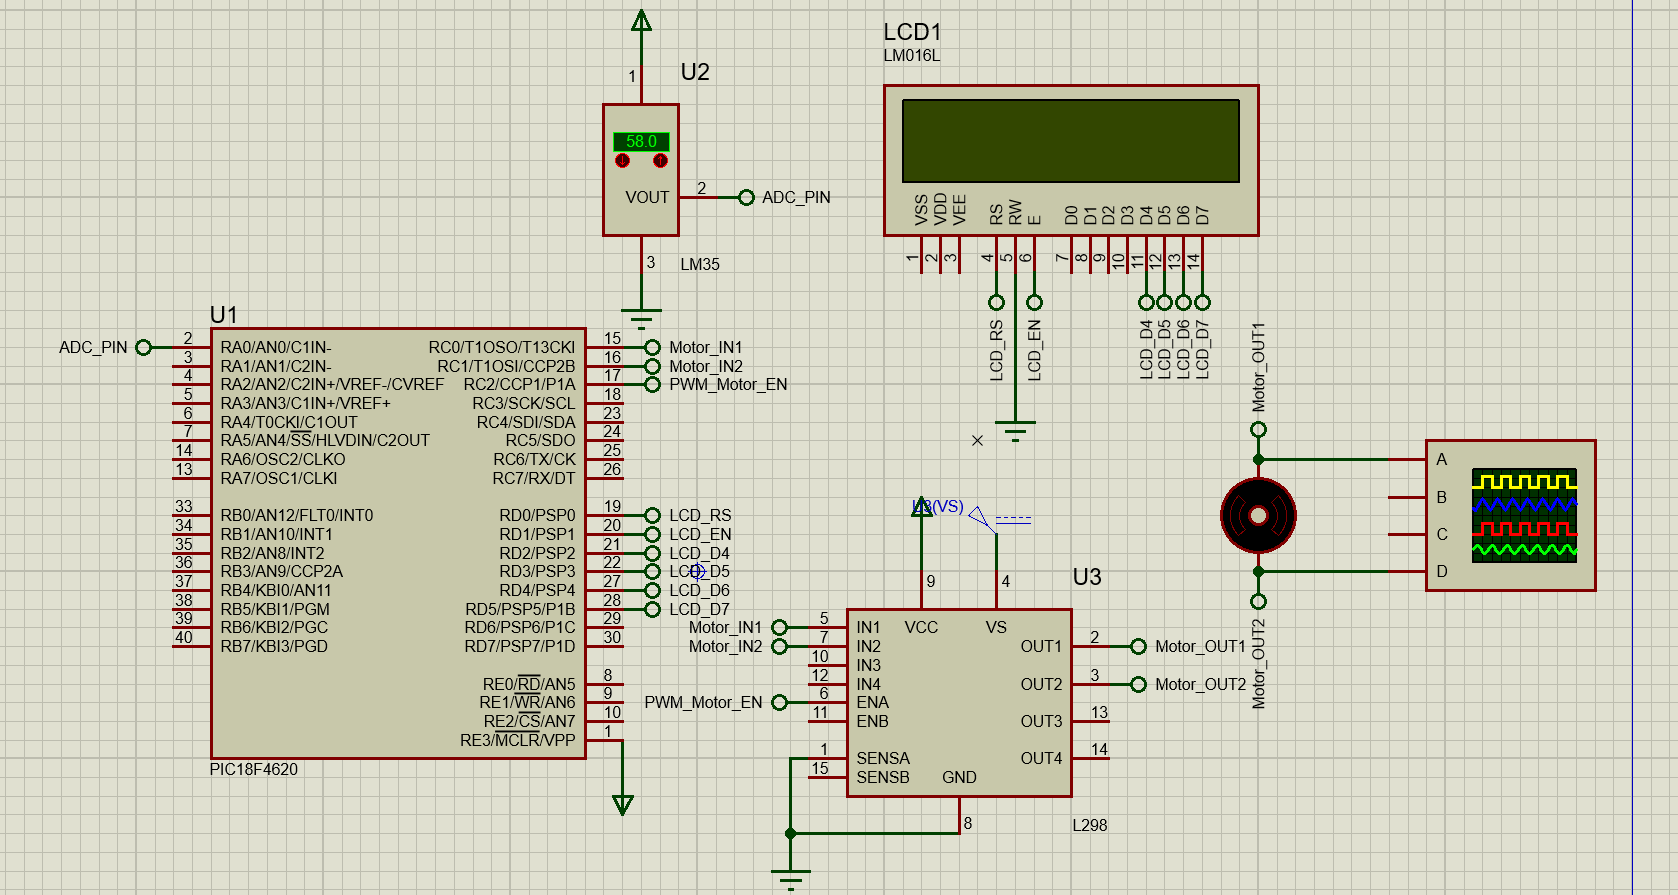 U2
1
58.0
VOUT
2
ADC_PIN
3
LM35
LCD1
LM016L
VSS
VDD
VEE
RS
RW
E
D0
D1
D2
D3
D4
D5
D6
D7
1
2
3
4
5
6
7
8
9
10
11
12
13
14
LCD_RS
LCD_EN
LCD_D4
LCD_D5
LCD_D6
LCD_D7
U1
ADC_PIN
2 RA0/AN0/C1IN-
3 RA1/AN1/C2IN-
4 RA2/AN2/C2IN+/VREF-/CVREF
5 RA3/AN3/C1IN+/VREF+
6 RA4/T0CKI/C1OUT
7 RA5/AN4/SS/HLVDIN/C2OUT
14 RA6/OSC2/CLKO
13 RA7/OSC1/CLKI
33 RB0/AN12/FLT0/INT0
34 RB1/AN10/INT1
35 RB2/AN8/INT2
36 RB3/AN9/CCP2A
37 RB4/KBI0/AN11
38 RB5/KBI1/PGM
39 RB6/KBI2/PGC
40 RB7/KBI3/PGD
RC0/T1OSO/T13CKI 15 Motor_IN1
RC1/T1OSI/CCP2B 16 Motor_IN2
RC2/CCP1/P1A 17 PWM_Motor_EN
RC3/SCK/SCL 18
RC4/SDI/SDA 23
RC5/SDO 24
RC6/TX/CK 25
RC7/RX/DT 26
RD0/PSP0 19 LCD_RS
RD1/PSP1 20 LCD_EN
RD2/PSP2 21 LCD_D4
RD3/PSP3 22 LCD_D5
RD4/PSP4 27 LCD_D6
RD5/PSP5/P1B 28 LCD_D7
RD6/PSP6/P1C 29
RD7/PSP7/P1D 30
RE0/RD/AN5 8
RE1/WR/AN6 9
RE2/CS/AN7 10
RE3/MCLR/VPP 1
PIC18F4620
U3(VS)
9
4
U3
VCC
VS
Motor_IN1 5 IN1
Motor_IN2 7 IN2
10 IN3
12 IN4
PWM_Motor_EN 6 ENA
11 ENB
1 SENSA
15 SENSB
GND
8
OUT1 2 Motor_OUT1
OUT2 3 Motor_OUT2
OUT3 13
OUT4 14
L298
Motor_OUT1
Motor_OUT2
A
B
C
D